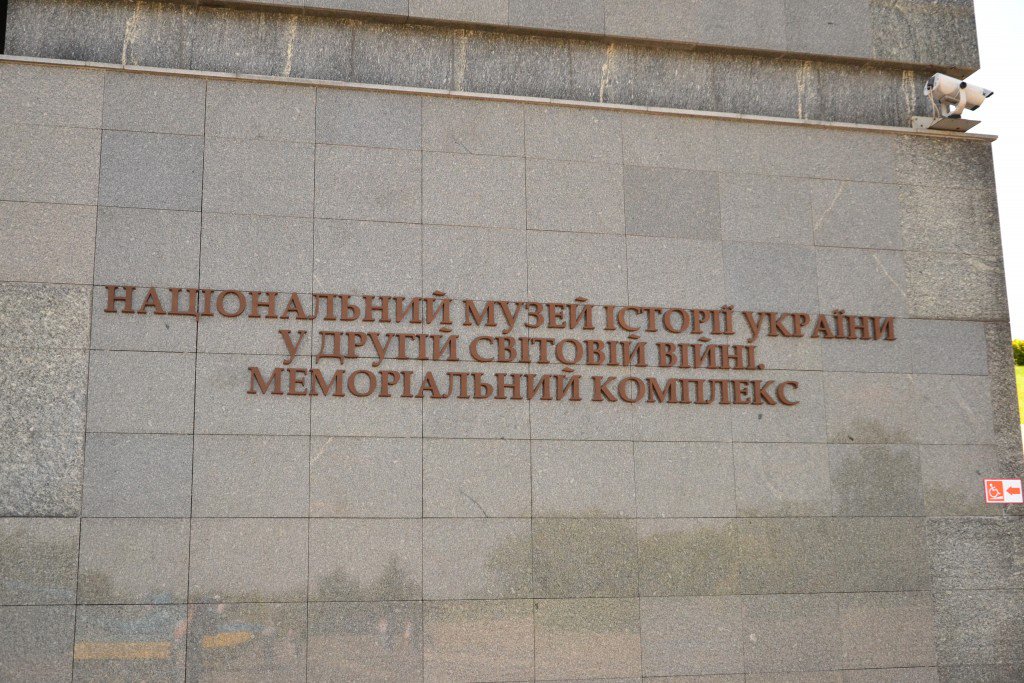 НАЦІОНАЛЬНИЙ МУЗЕЙ ІСТОРІЇ УКРАЇНИ
У ДРУГІЙ СВІТОВІЙ ВІЙНІ.
МЕМОРІАЛЬНИЙ КОМПЛЕКС